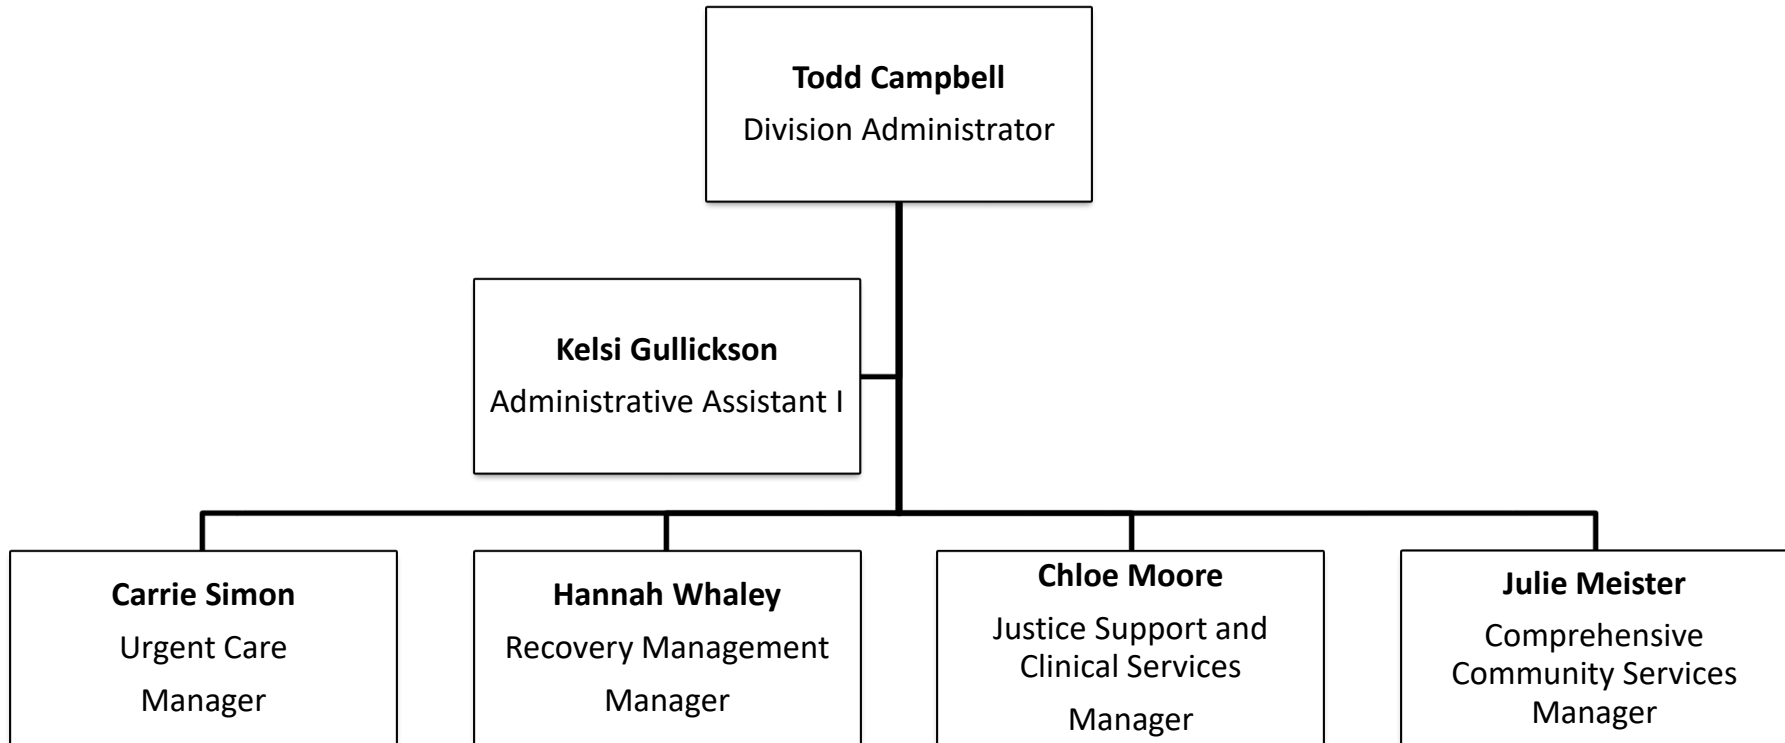 Todd Campbell
Division Administrator
Kelsi Gullickson
Administrative Assistant I
Carrie Simon
Urgent Care
Manager
Hannah Whaley
Recovery Management
Manager
Chloe Moore
Justice Support and
Clinical Services
Manager
Julie Meister
Comprehensive
Community Services
Manager